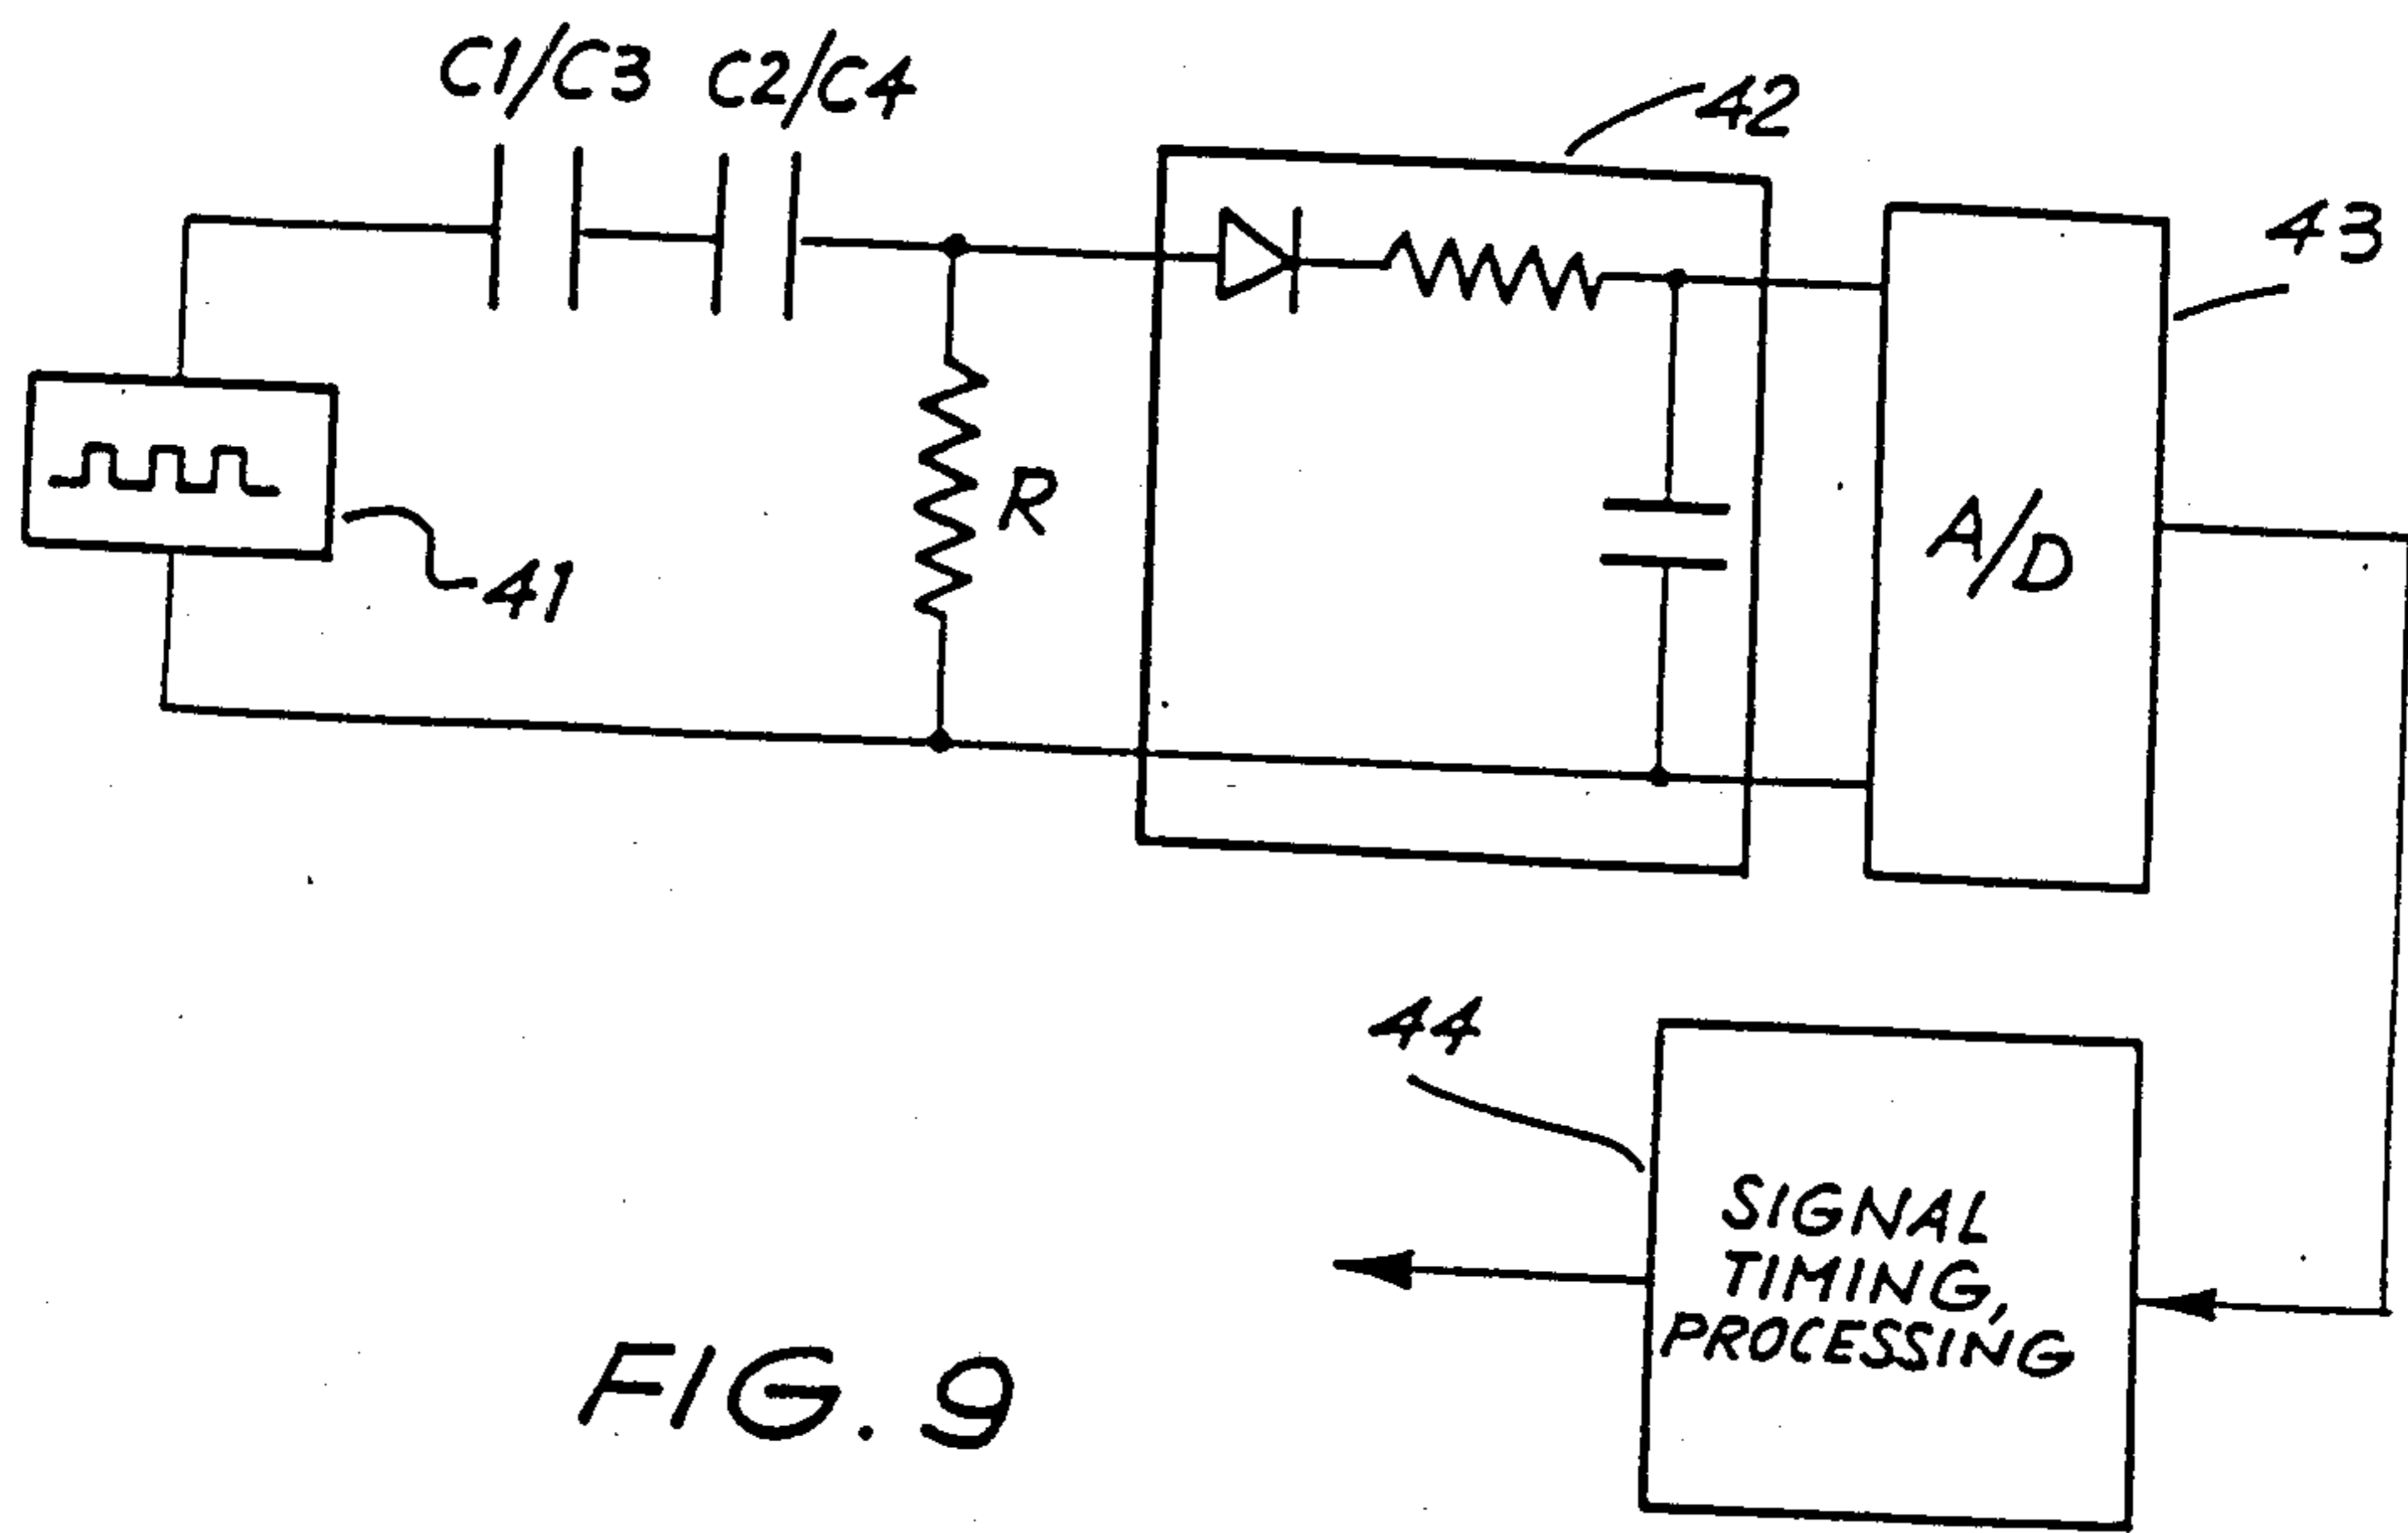 C1/C3 C2/C4
42
43
41
R
A/D
44
SIGNAL
TIMING,
PROCESSING
FIG. 9